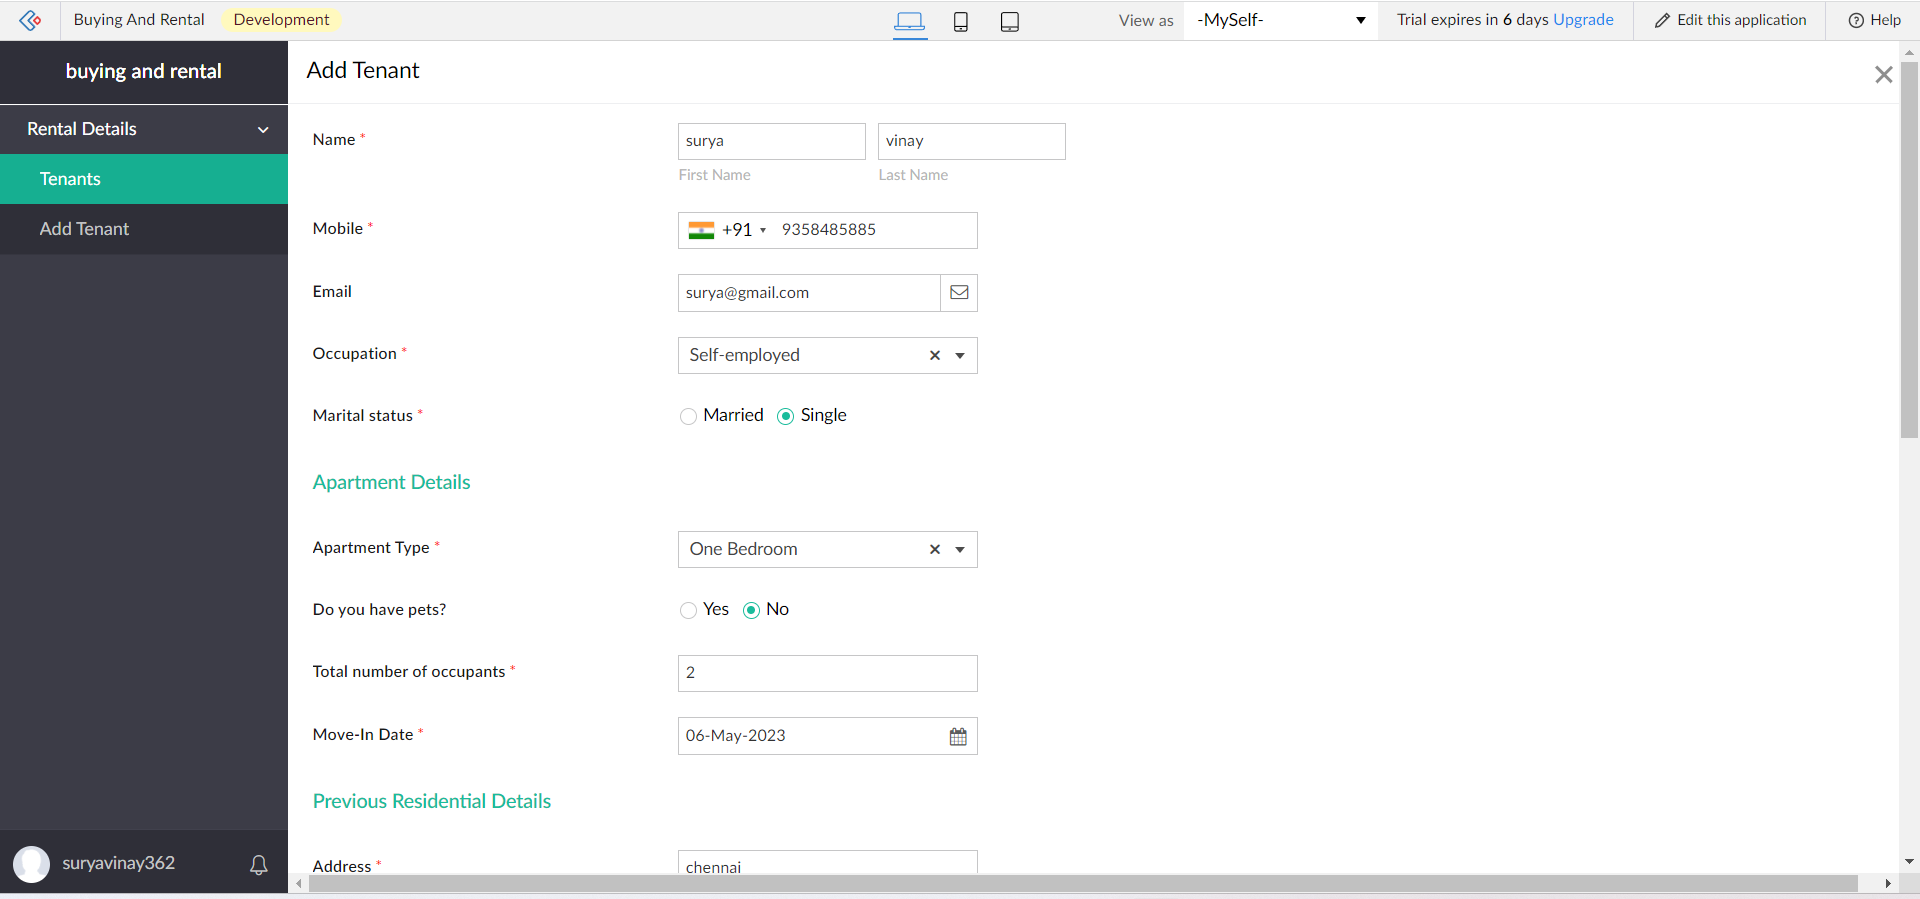 Buying And Rental Development View as -MySelf- Trial expires in 6 days Upgrade Edit this application Help
buying and rental
Rental Details
Tenants
Add Tenant
suryavinay362
Add Tenant
Name * surya vinay
First Name Last Name
Mobile * +91 9358485885
Email surya@gmail.com
Occupation * Self-employed
Marital status * Married Single
Apartment Details
Apartment Type * One Bedroom
Do you have pets? Yes No
Total number of occupants * 2
Move-In Date * 06-May-2023
Previous Residential Details
Address * chennai